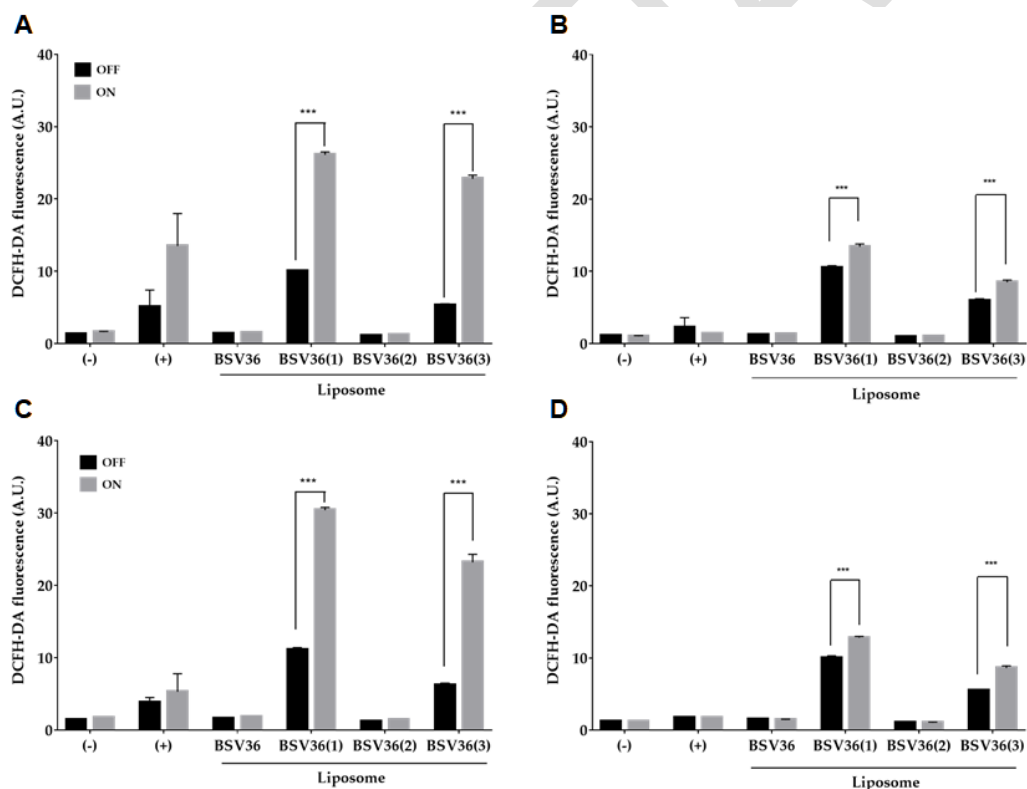 A
DCFH-DA fluorescence (A.U.)
40
30
20
10
0
OFF
ON
***
***
(-) (+) BSV36 BSV36(1) BSV36(2) BSV36(3)
Liposome
B
DCFH-DA fluorescence (A.U.)
40
30
20
10
0
***
***
(-) (+) BSV36 BSV36(1) BSV36(2) BSV36(3)
Liposome
C
DCFH-DA fluorescence (A.U.)
40
30
20
10
0
OFF
ON
***
***
(-) (+) BSV36 BSV36(1) BSV36(2) BSV36(3)
Liposome
D
DCFH-DA fluorescence (A.U.)
40
30
20
10
0
***
***
(-) (+) BSV36 BSV36(1) BSV36(2) BSV36(3)
Liposome